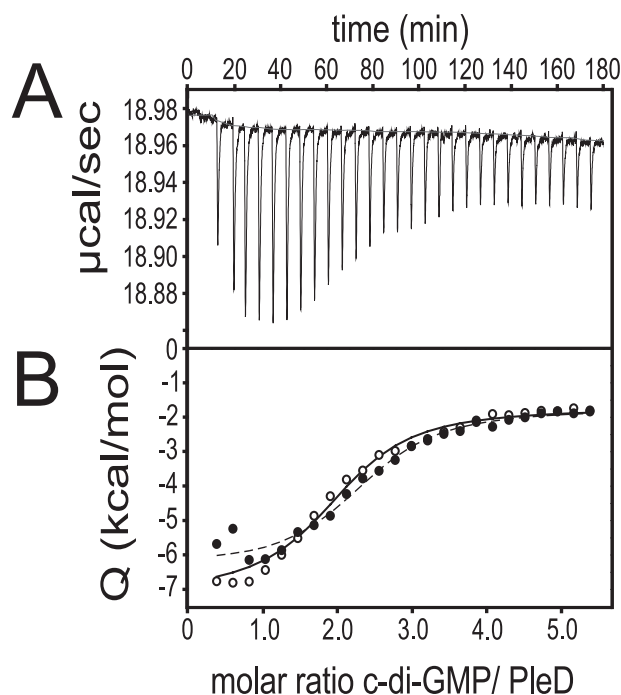 time (min)
0 20 40 60 80 100 120 140 160 180
A
μcal/sec
18.98
18.96
18.94
18.92
18.90
18.88
B
Q (kcal/mol)
0
-1
-2
-3
-4
-5
-6
-7
0.0 1.0 2.0 3.0 4.0 5.0
molar ratio c-di-GMP/ PleD